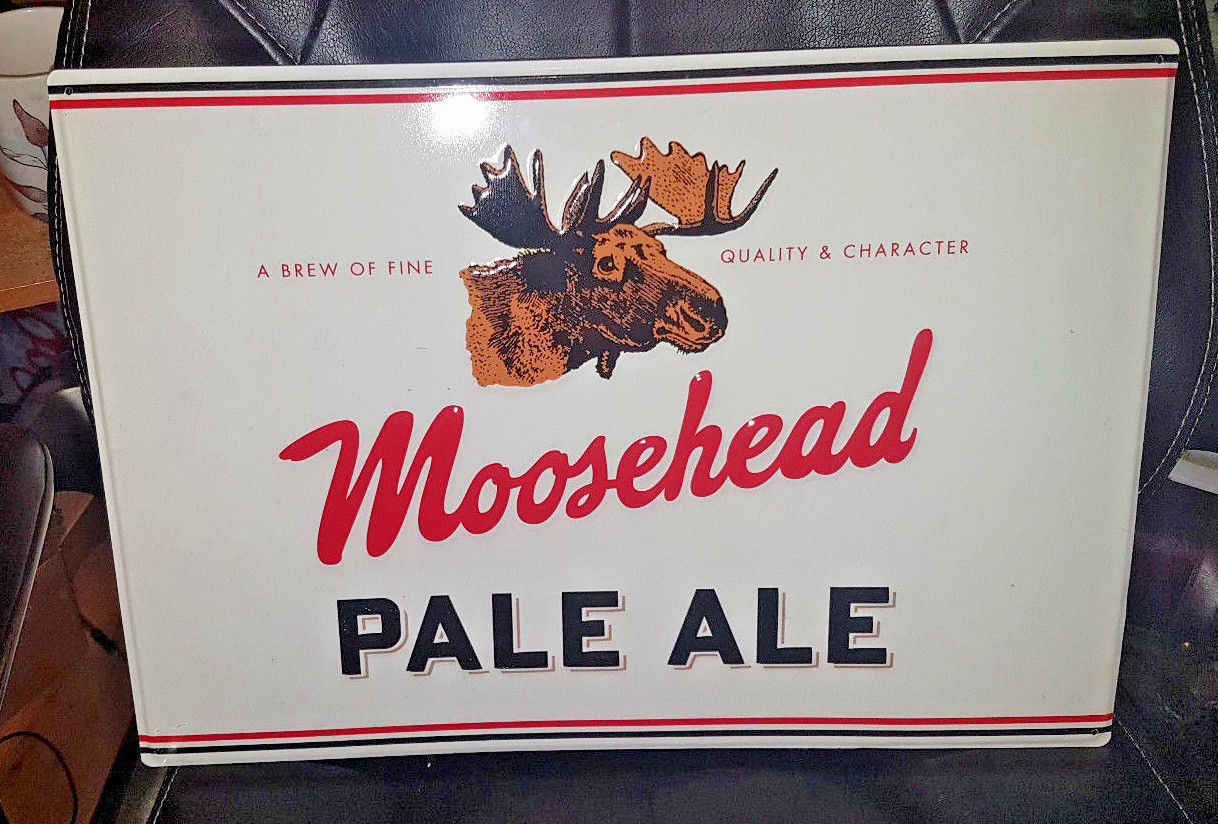 A BREW OF FINE QUALITY & CHARACTER
Moosehead
PALE ALE